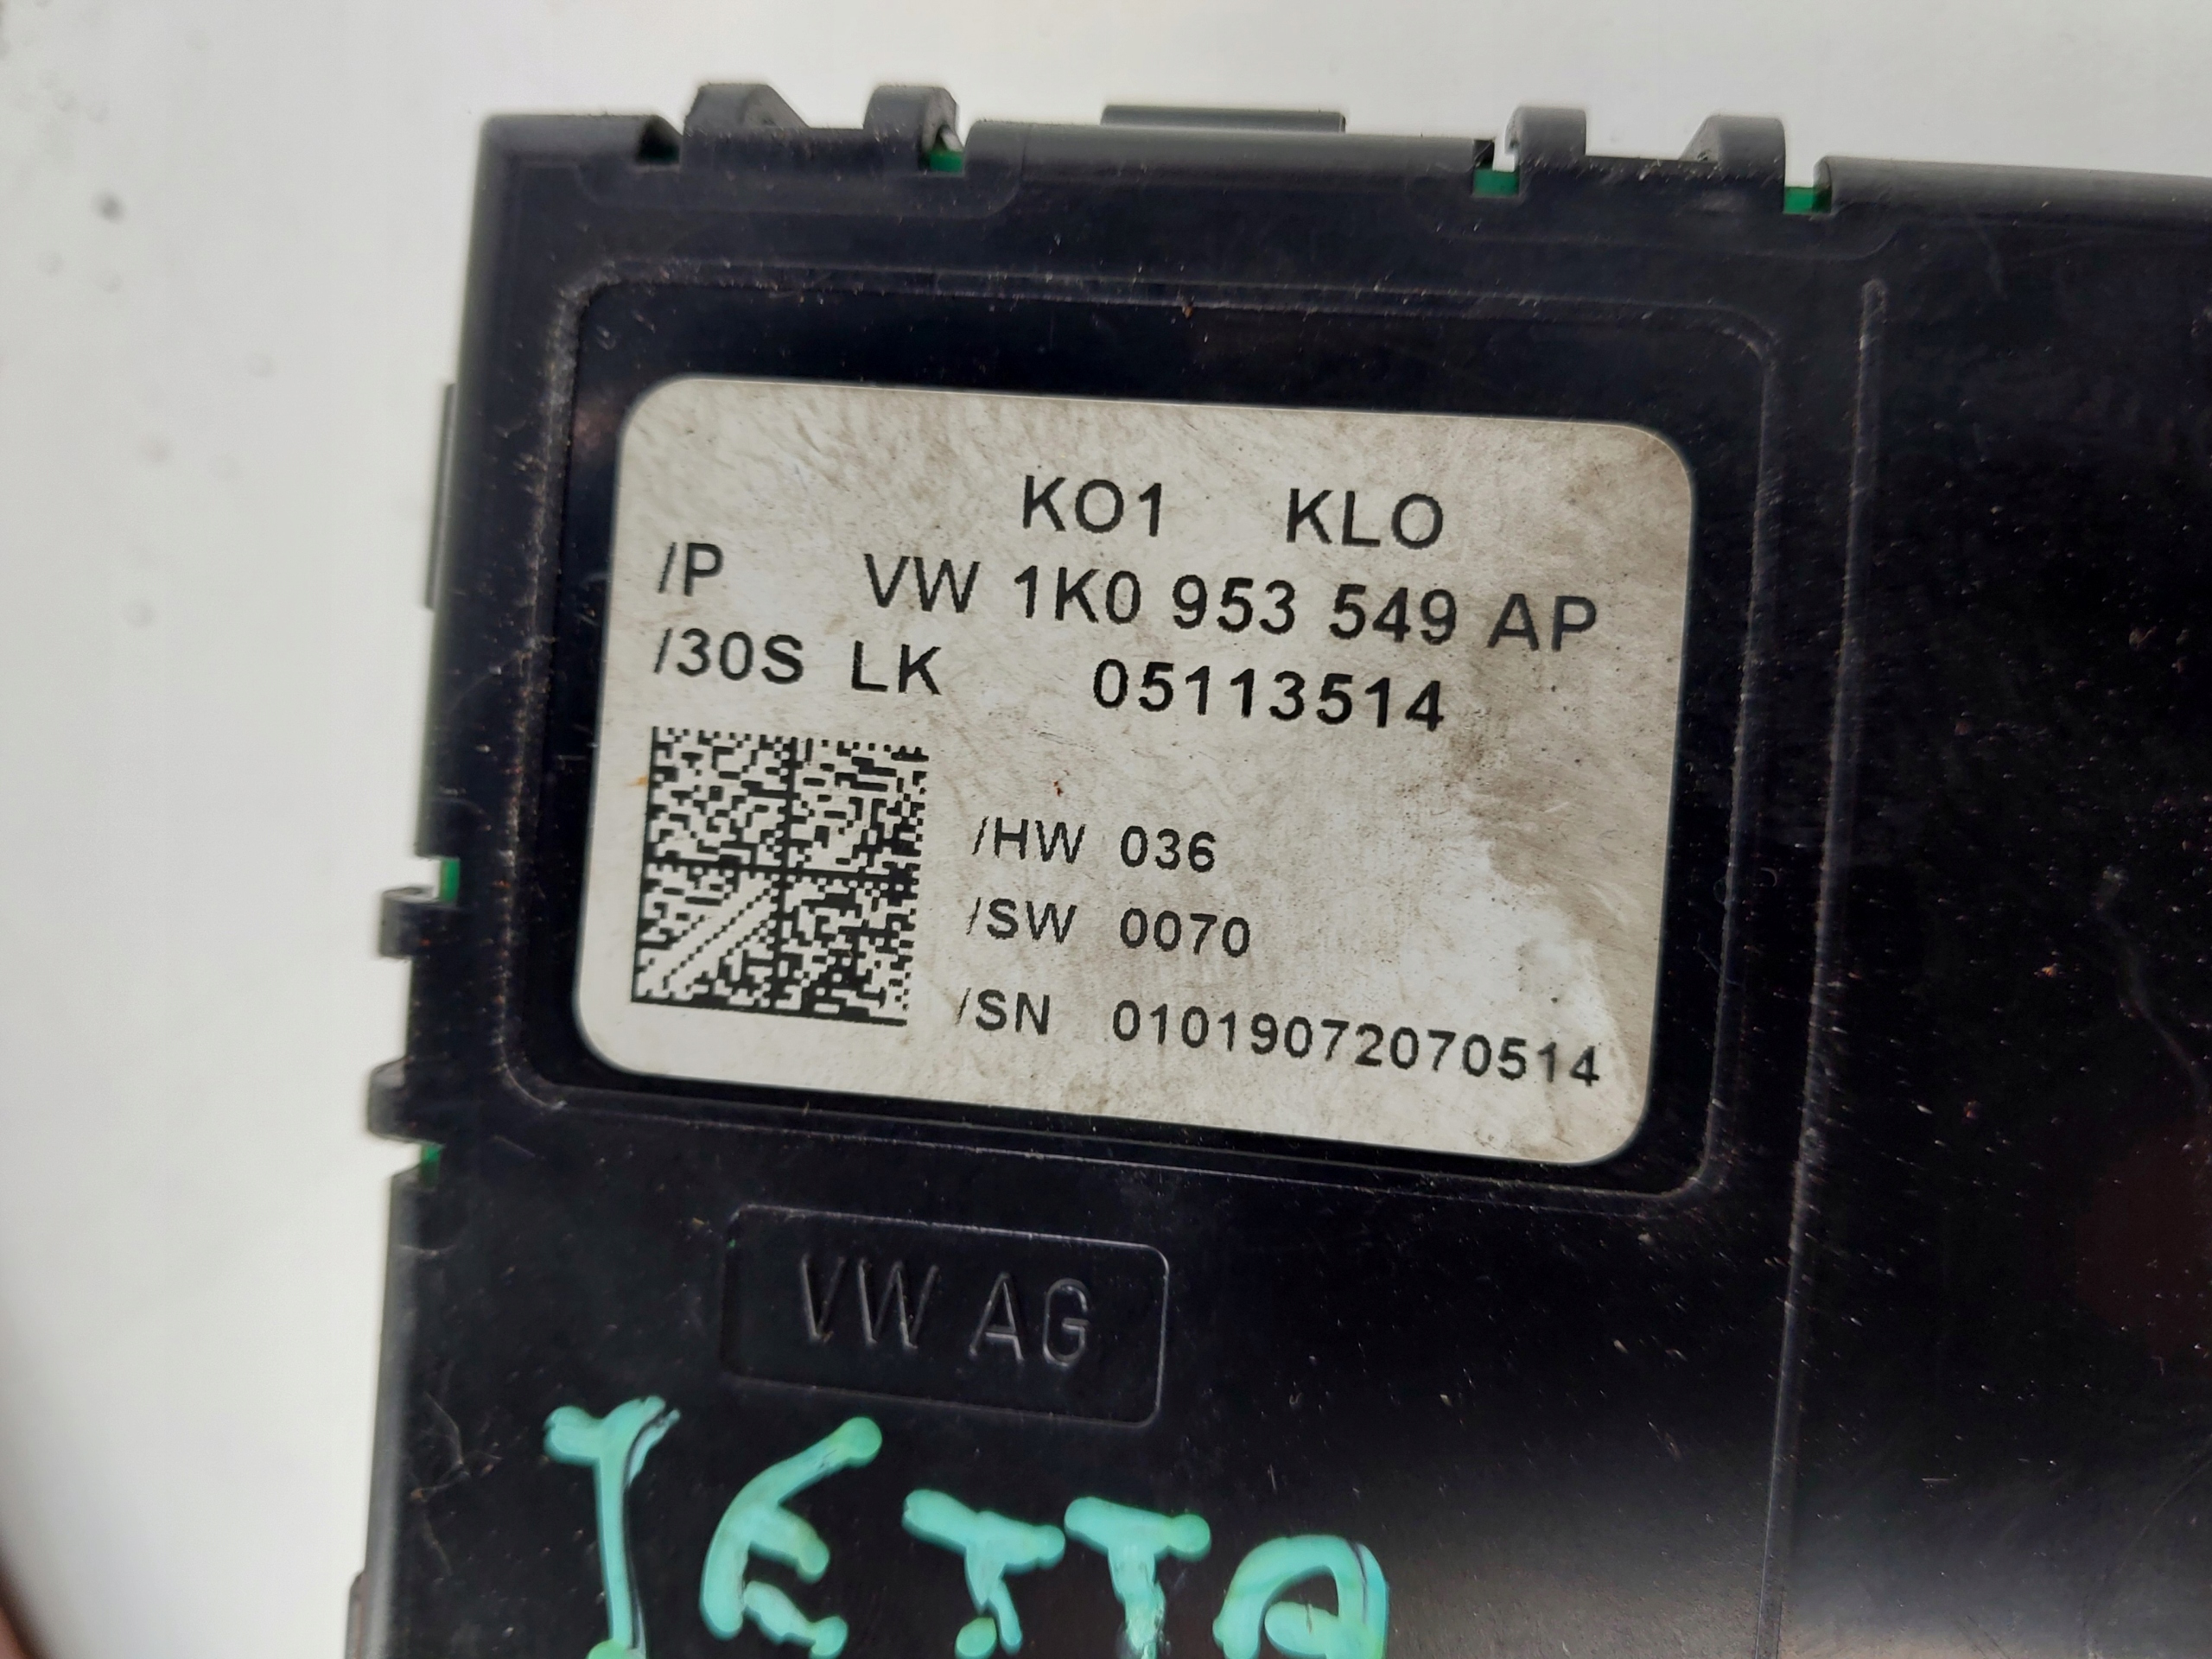 KO1 KLO
/P VW 1K0 953 549 AP
/30S LK 05113514
/HW 036
/SW 0070
/SN 01019072070514
VW AG
JETTA